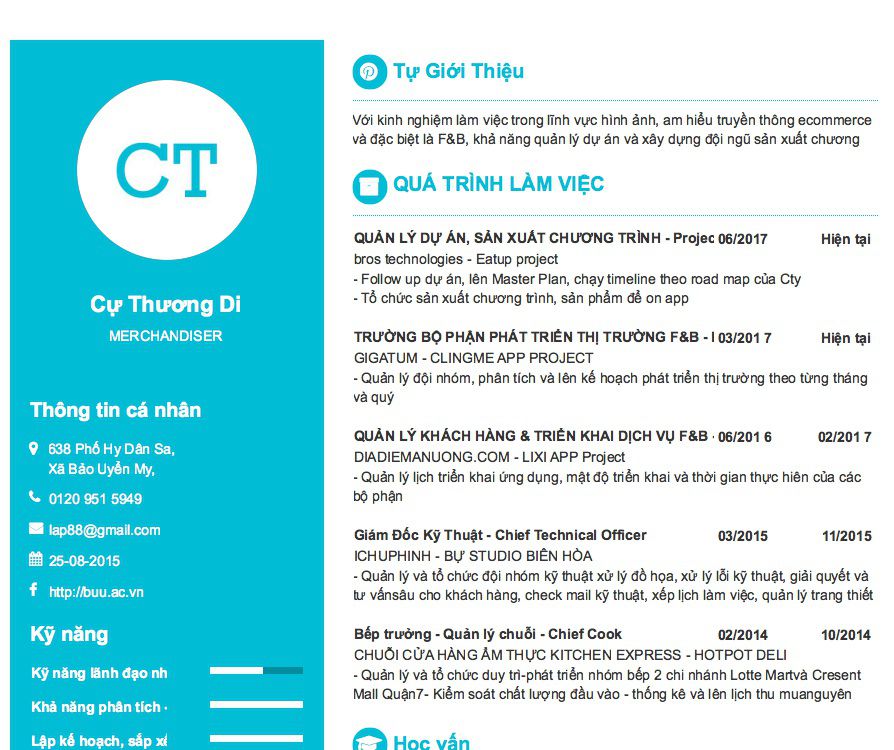 CT
Cự Thương Di
MERCHANDISER
Thông tin cá nhân
638 Phố Hy Dân Sa,
Xã Bảo Uyển My,
0120 951 5949
lap88@gmail.com
25-08-2015
http://buu.ac.vn
Kỹ năng
Kỹ năng lãnh đạo nh
Khả năng phân tích
Lập kế hoạch, sắp xế
Tự Giới Thiệu
Với kinh nghiệm làm việc trong lĩnh vực hình ảnh, am hiểu truyền thông ecommerce
và đặc biệt là F&B, khả năng quản lý dự án và xây dựng đội ngũ sản xuất chương
QUÁ TRÌNH LÀM VIỆC
QUẢN LÝ DỰ ÁN, SẢN XUẤT CHƯƠNG TRÌNH - Projec 06/2017 Hiện tại
bros technologies - Eatup project
- Follow up dự án, lên Master Plan, chạy timeline theo road map của Cty
- Tổ chức sản xuất chương trình, sản phẩm để on app
TRƯỞNG BỘ PHẬN PHÁT TRIỂN THỊ TRƯỜNG F&B - 03/201 7 Hiện tại
GIGATUM - CLINGME APP PROJECT
- Quản lý đội nhóm, phân tích và lên kế hoạch phát triển thị trường theo từng tháng
và quý
QUẢN LÝ KHÁCH HÀNG & TRIỂN KHAI DỊCH VỤ F&B - 06/201 6 02/201 7
DIADIEMANUONG.COM - LIXI APP Project
- Quản lý lịch triển khai ứng dụng, mật độ triển khai và thời gian thực hiên của các
bộ phận
Giám Đốc Kỹ Thuật - Chief Technical Officer 03/2015 11/2015
ICHUPHINH - BỰ STUDIO BIÊN HÒA
- Quản lý và tổ chức đội nhóm kỹ thuật xử lý đồ họa, xử lý lỗi kỹ thuật, giải quyết và
tư vấnsâu cho khách hàng, check mail kỹ thuật, xếp lịch làm việc, quản lý trang thiết
Bếp trưởng - Quản lý chuỗi - Chief Cook 02/2014 10/2014
CHUỖI CỬA HÀNG ẨM THỰC KITCHEN EXPRESS - HOTPOT DELI
- Quản lý và tổ chức duy trì-phát triển nhóm bếp 2 chi nhánh Lotte Martvà Cresent
Mall Quận7- Kiểm soát chất lượng đầu vào - thống kê và lên lịch thu muanguyên
Học vấn